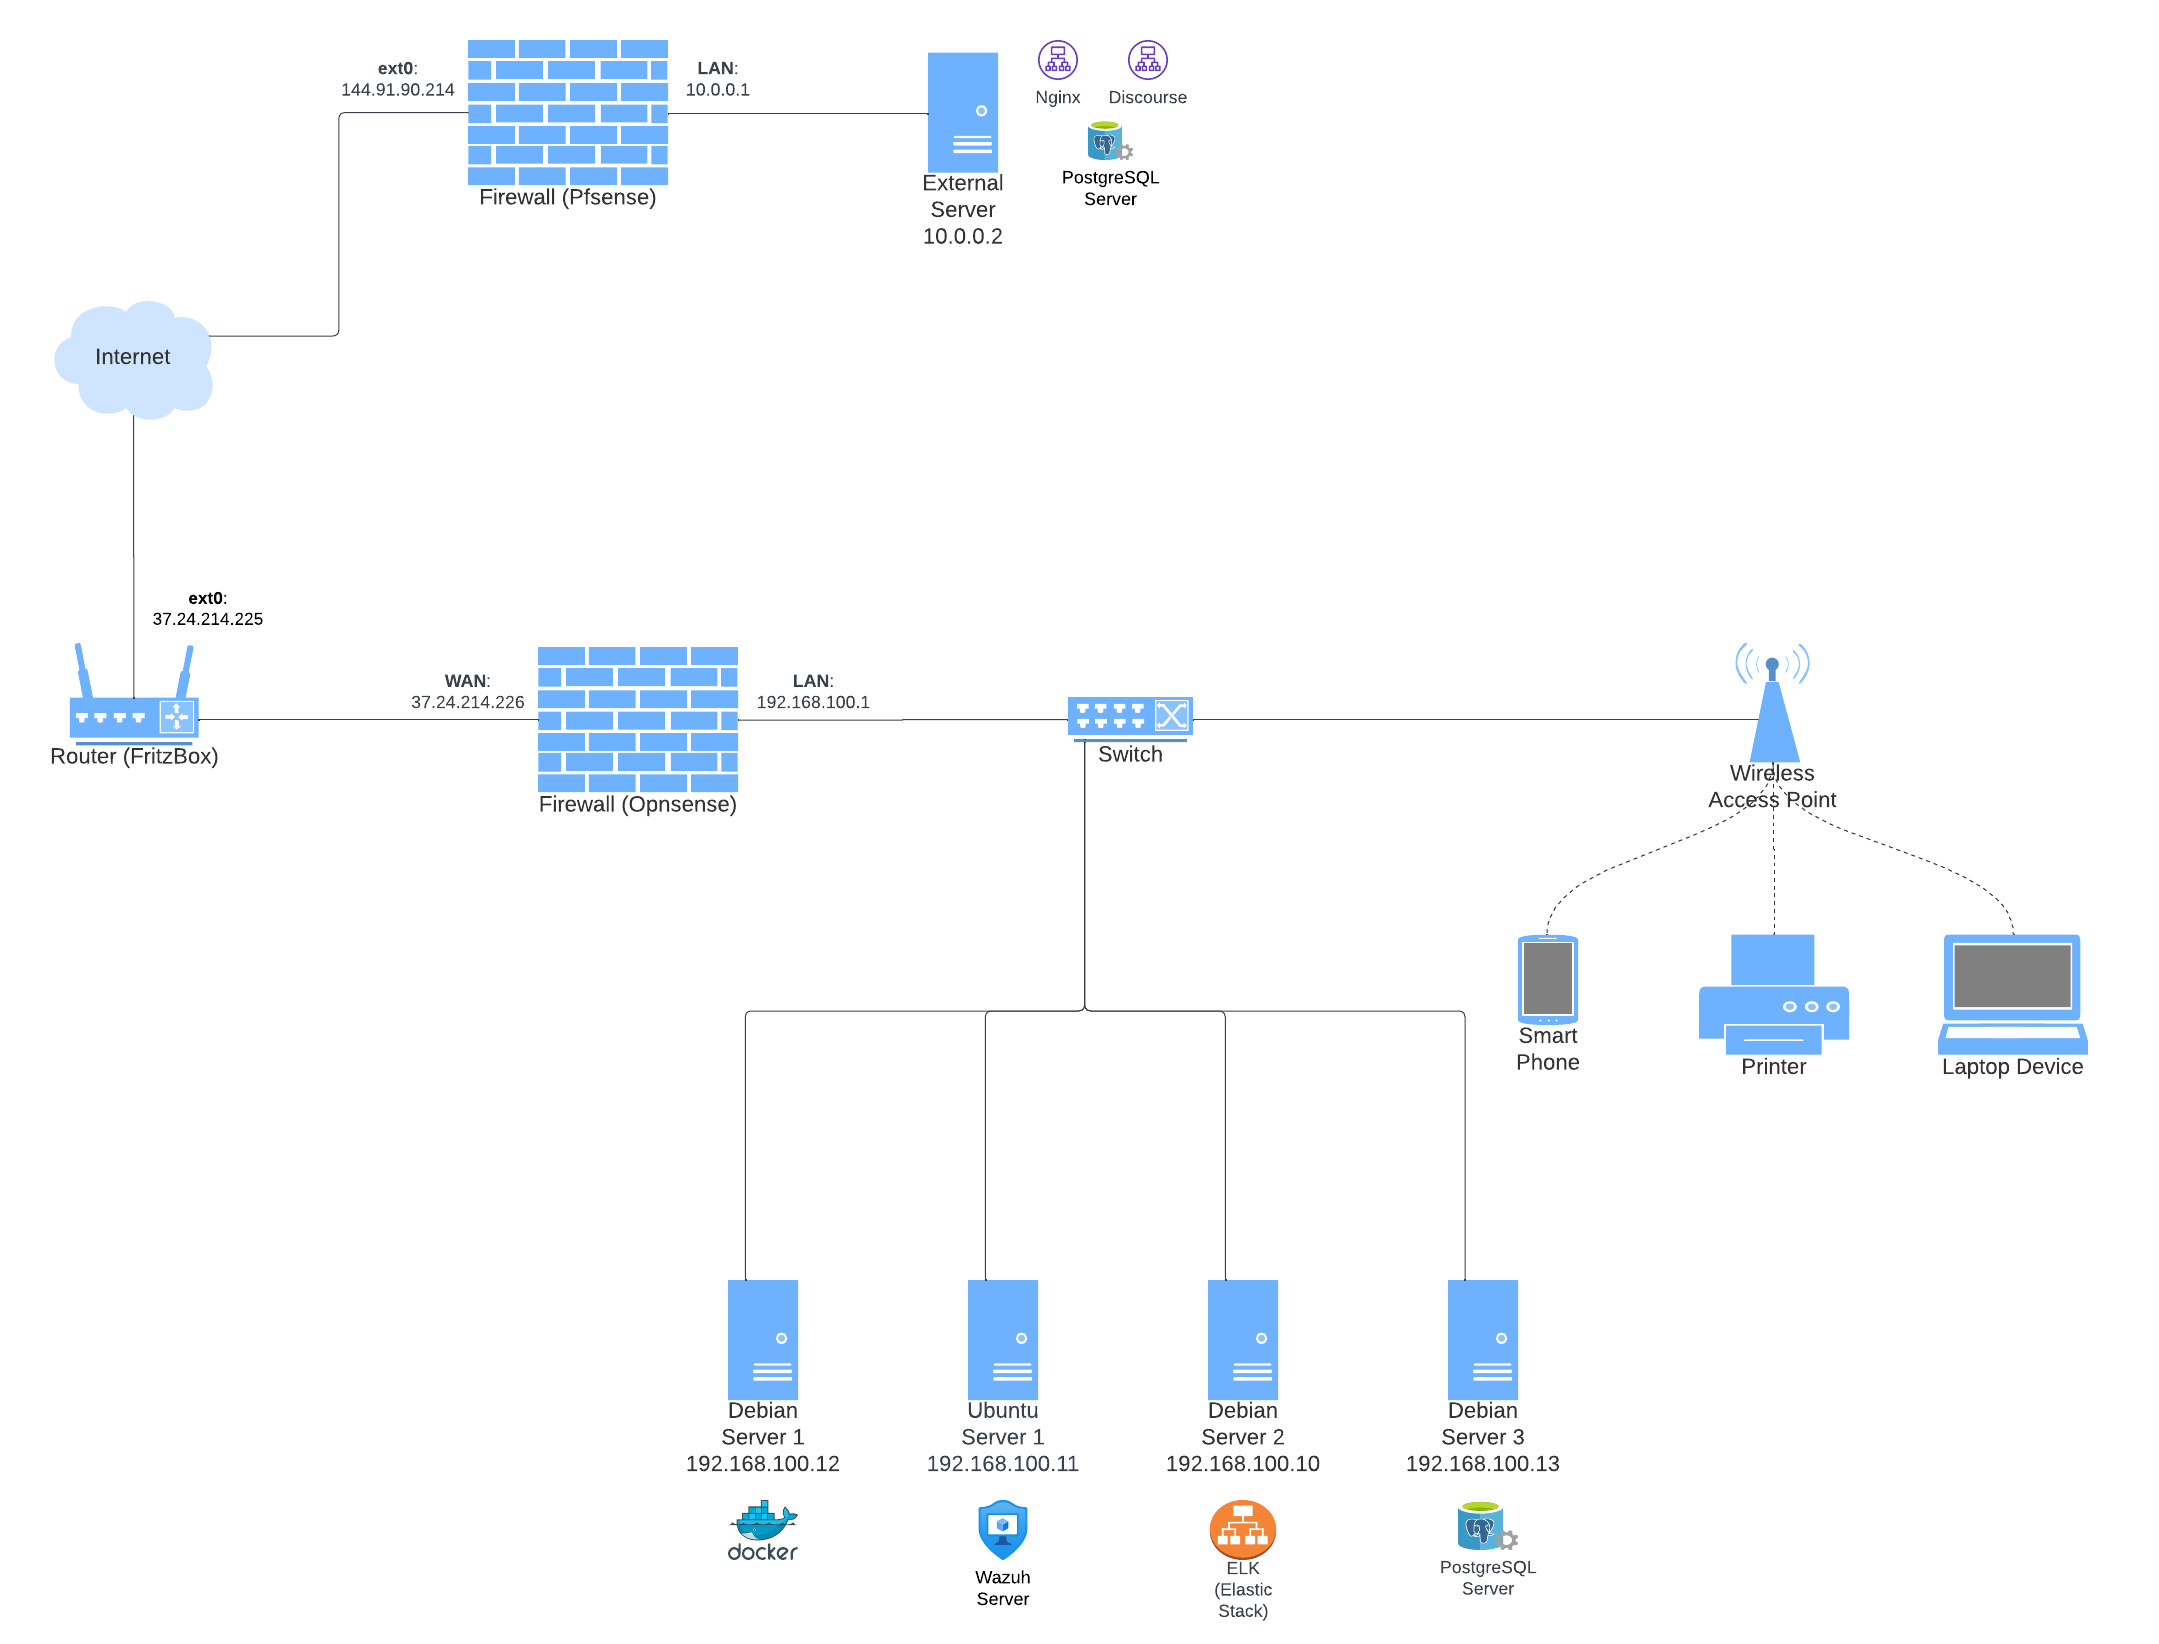 ext0:
144.91.90.214
LAN:
10.0.0.1
Nginx
Discourse
PostgreSQL
Server
Firewall (Pfsense)
External
Server
10.0.0.2
Internet
ext0:
37.24.214.225
Router (FritzBox)
WAN:
37.24.214.226
LAN:
192.168.100.1
Firewall (Opnsense)
Switch
Wireless
Access Point
Smart
Phone
Printer
Laptop Device
Debian
Server 1
192.168.100.12
Ubuntu
Server 1
192.168.100.11
Debian
Server 2
192.168.100.10
Debian
Server 3
192.168.100.13
docker
Wazuh
Server
ELK
(Elastic
Stack)
PostgreSQL
Server